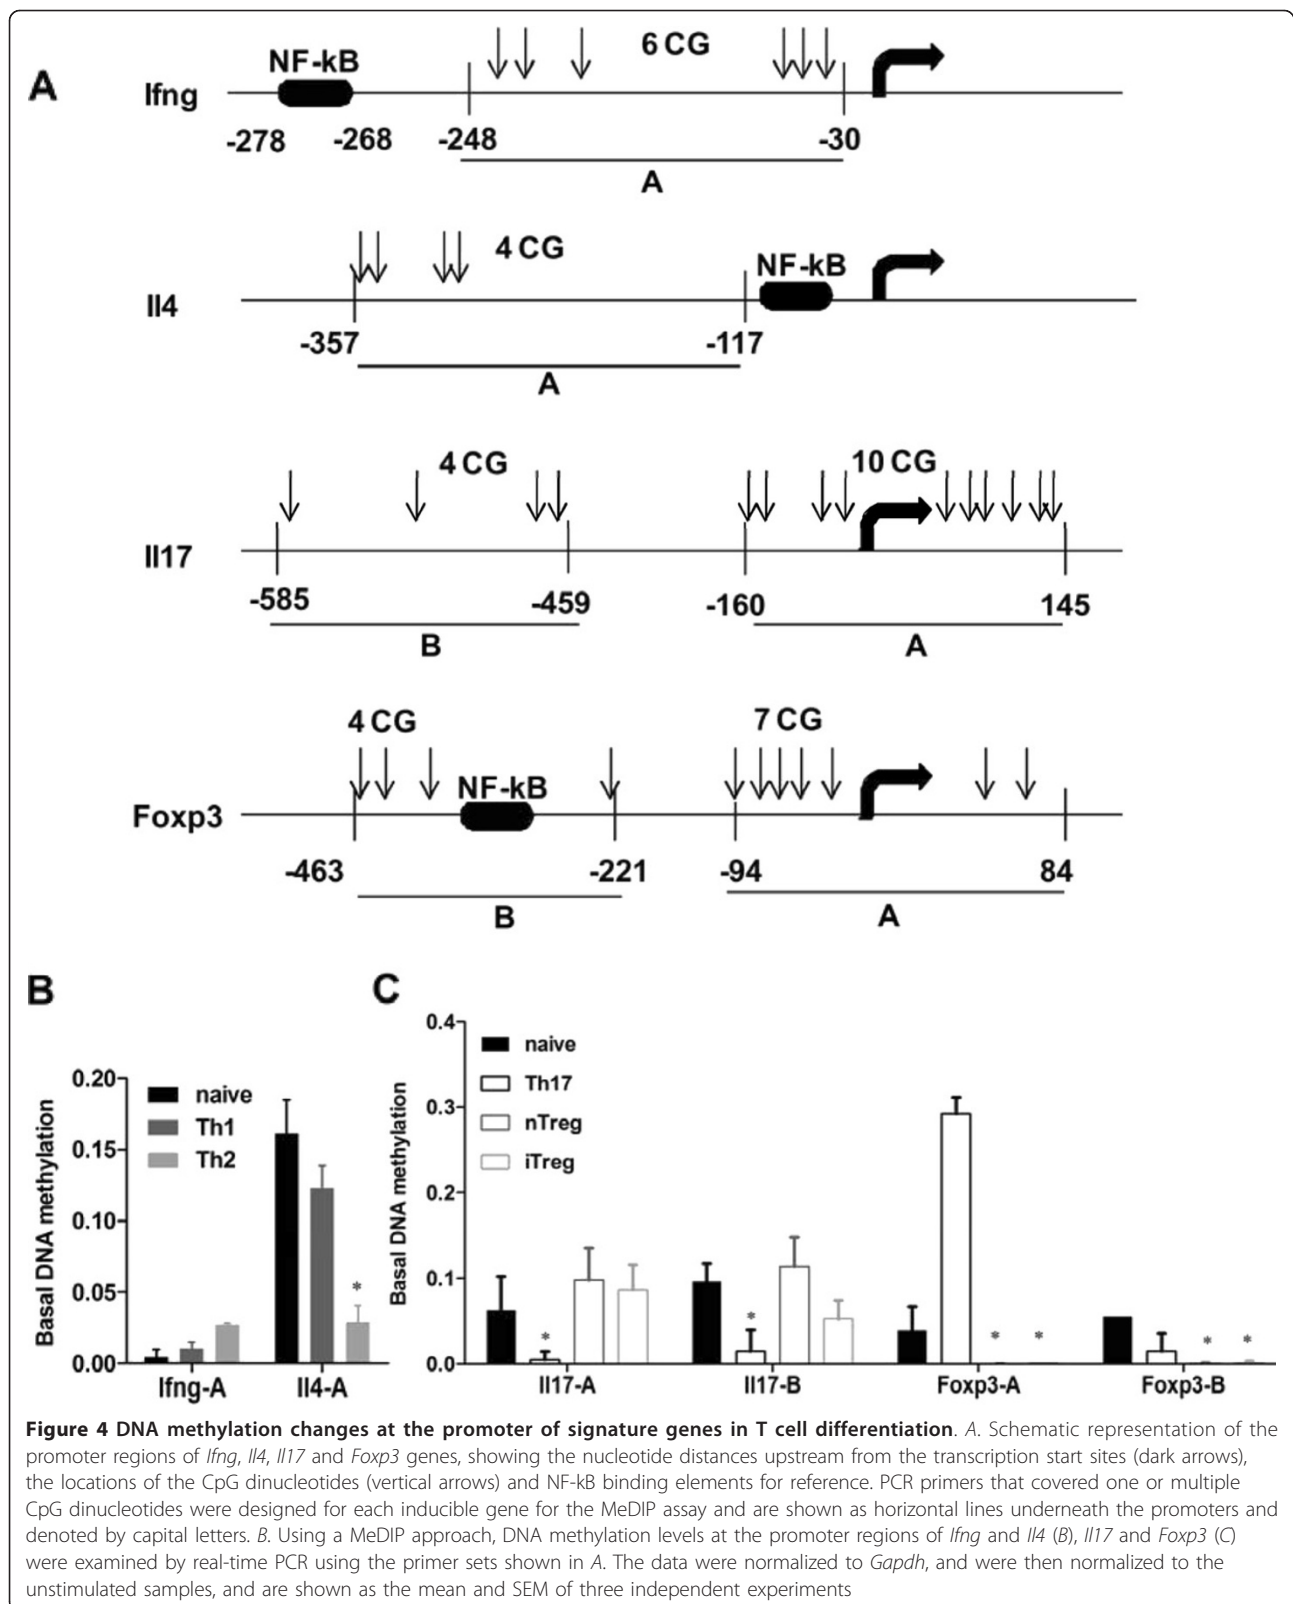 A
Ifng
NF-kB
6 CG
-278
-268
-248
-30
A
Il4
4 CG
NF-kB
-357
-117
A
Il17
4 CG
10 CG
-585
-459
-160
145
B
A
Foxp3
4 CG
NF-kB
7 CG
-463
-221
-94
84
B
A
B
Basal DNA methylation
0.20
0.15
0.10
0.05
0.00
naive
Th1
Th2
*
Ifng-A
Il4-A
C
Basal DNA methylation
0.4
0.3
0.2
0.1
0.0
naive
Th17
nTreg
iTreg
*
*
*
*
*
*
Il17-A
Il17-B
Foxp3-A
Foxp3-B
Figure 4 DNA methylation changes at the promoter of signature genes in T cell differentiation. A. Schematic representation of the
promoter regions of Ifng, Il4, Il17 and Foxp3 genes, showing the nucleotide distances upstream from the transcription start sites (dark arrows),
the locations of the CpG dinucleotides (vertical arrows) and NF-kB binding elements for reference. PCR primers that covered one or multiple
CpG dinucleotides were designed for each inducible gene for the MeDIP assay and are shown as horizontal lines underneath the promoters and
denoted by capital letters. B. Using a MeDIP approach, DNA methylation levels at the promoter regions of Ifng and Il4 (B), Il17 and Foxp3 (C)
were examined by real-time PCR using the primer sets shown in A. The data were normalized to Gapdh, and were then normalized to the
unstimulated samples, and are shown as the mean and SEM of three independent experiments